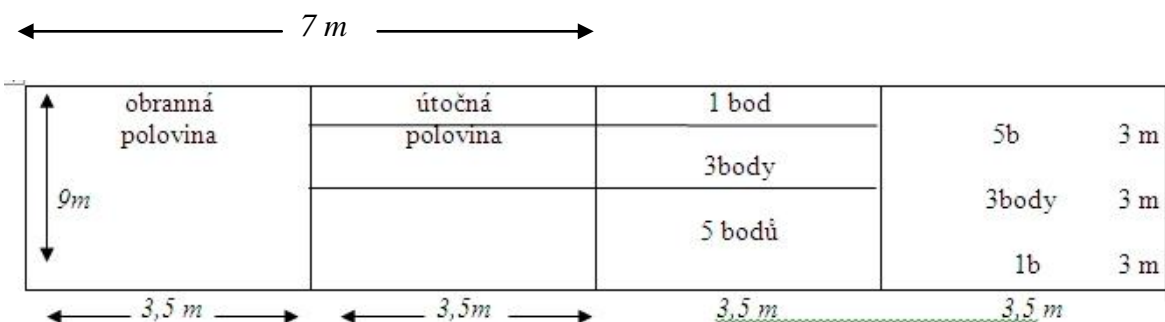 7 m
obranná
polovina
9m
útočná
polovina
1 bod
3body
5 bodů
5b 3 m
3body 3 m
1b 3 m
3,5 m 3,5m 3,5 m 3,5 m